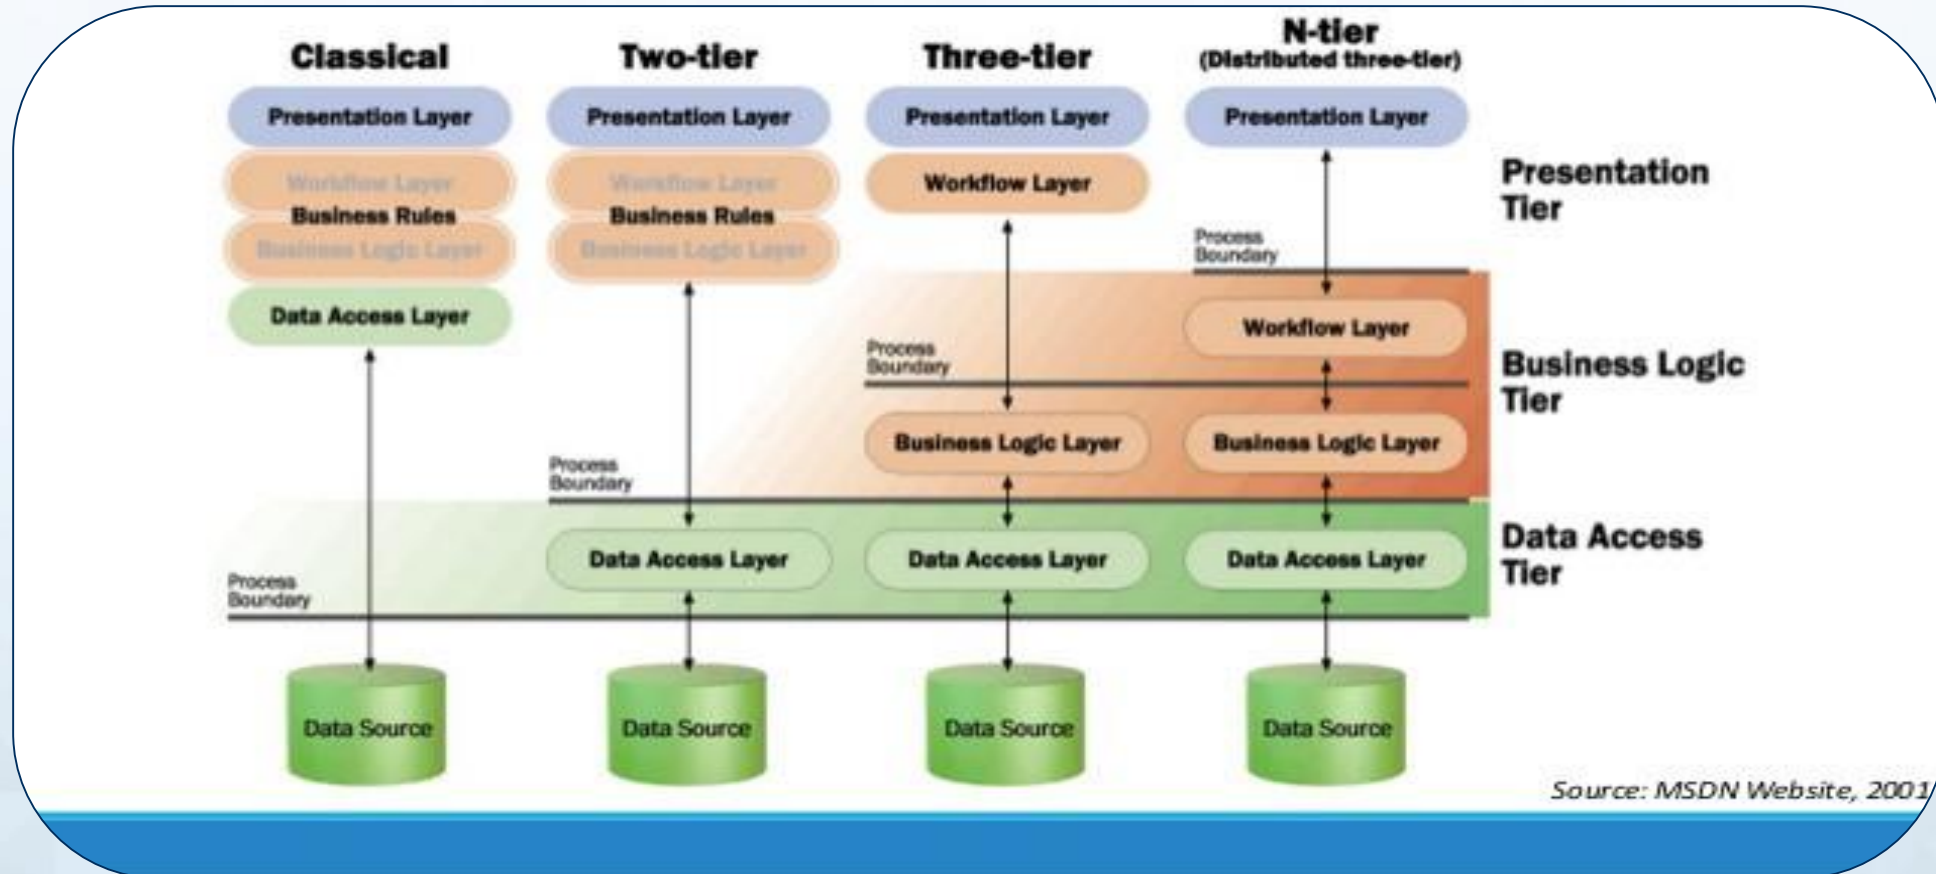 Classical
Presentation Layer
Workflow Layer
Business Rules
Business Logic Layer
Data Access Layer
Process
Boundary
Data Source
Two-tier
Presentation Layer
Workflow Layer
Business Rules
Business Logic Layer
Process
Boundary
Data Access Layer
Data Source
Three-tier
Presentation Layer
Workflow Layer
Process
Boundary
Business Logic Layer
Data Access Layer
Data Source
N-tier
(Distributed three-tier)
Presentation Layer
Process
Boundary
Workflow Layer
Business Logic Layer
Data Access Layer
Data Source
Presentation
Tier
Business Logic
Tier
Data Access
Tier
Source: MSDN Website, 2001